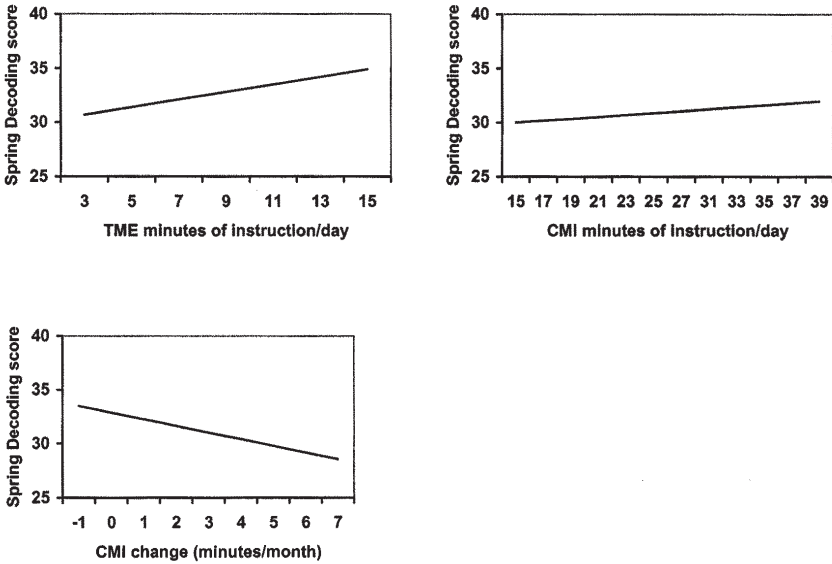 Spring Decoding score
40
35
30
25
3 5 7 9 11 13 15
TME minutes of instruction/day
Spring Decoding score
40
35
30
25
15 17 19 21 23 25 27 31 33 35 37 39
CMI minutes of instruction/day
Spring Decoding score
40
35
30
25
-1 0 1 2 3 4 5 6 7
CMI change (minutes/month)